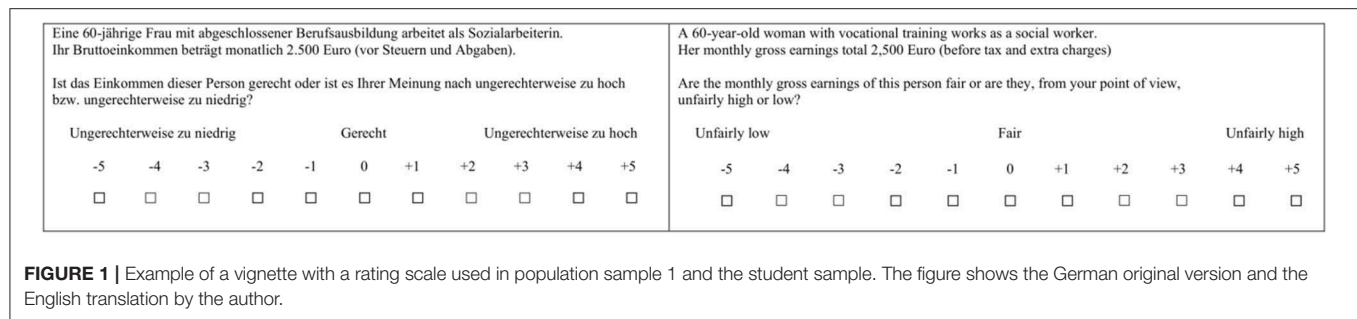 Eine 60-jährige Frau mit abgeschlossener Berufsausbildung arbeitet als Sozialarbeiterin.
Ihr Bruttoeinkommen beträgt monatlich 2.500 Euro (vor Steuern und Abgaben).
Ist das Einkommen dieser Person gerecht oder ist es Ihrer Meinung nach ungerechterweise zu hoch
bzw. ungerechterweise zu niedrig?
Ungerechterweise zu niedrig Gerecht Ungerechterweise zu hoch
-5 -4 -3 -2 -1 0 +1 +2 +3 +4 +5
A 60-year-old woman with vocational training works as a social worker.
Her monthly gross earnings total 2,500 Euro (before tax and extra charges)
Are the monthly gross earnings of this person fair or are they, from your point of view,
unfairly high or low?
Unfairly low Fair Unfairly high
-5 -4 -3 -2 -1 0 +1 +2 +3 +4 +5
FIGURE 1 | Example of a vignette with a rating scale used in population sample 1 and the student sample. The figure shows the German original version and the
English translation by the author.